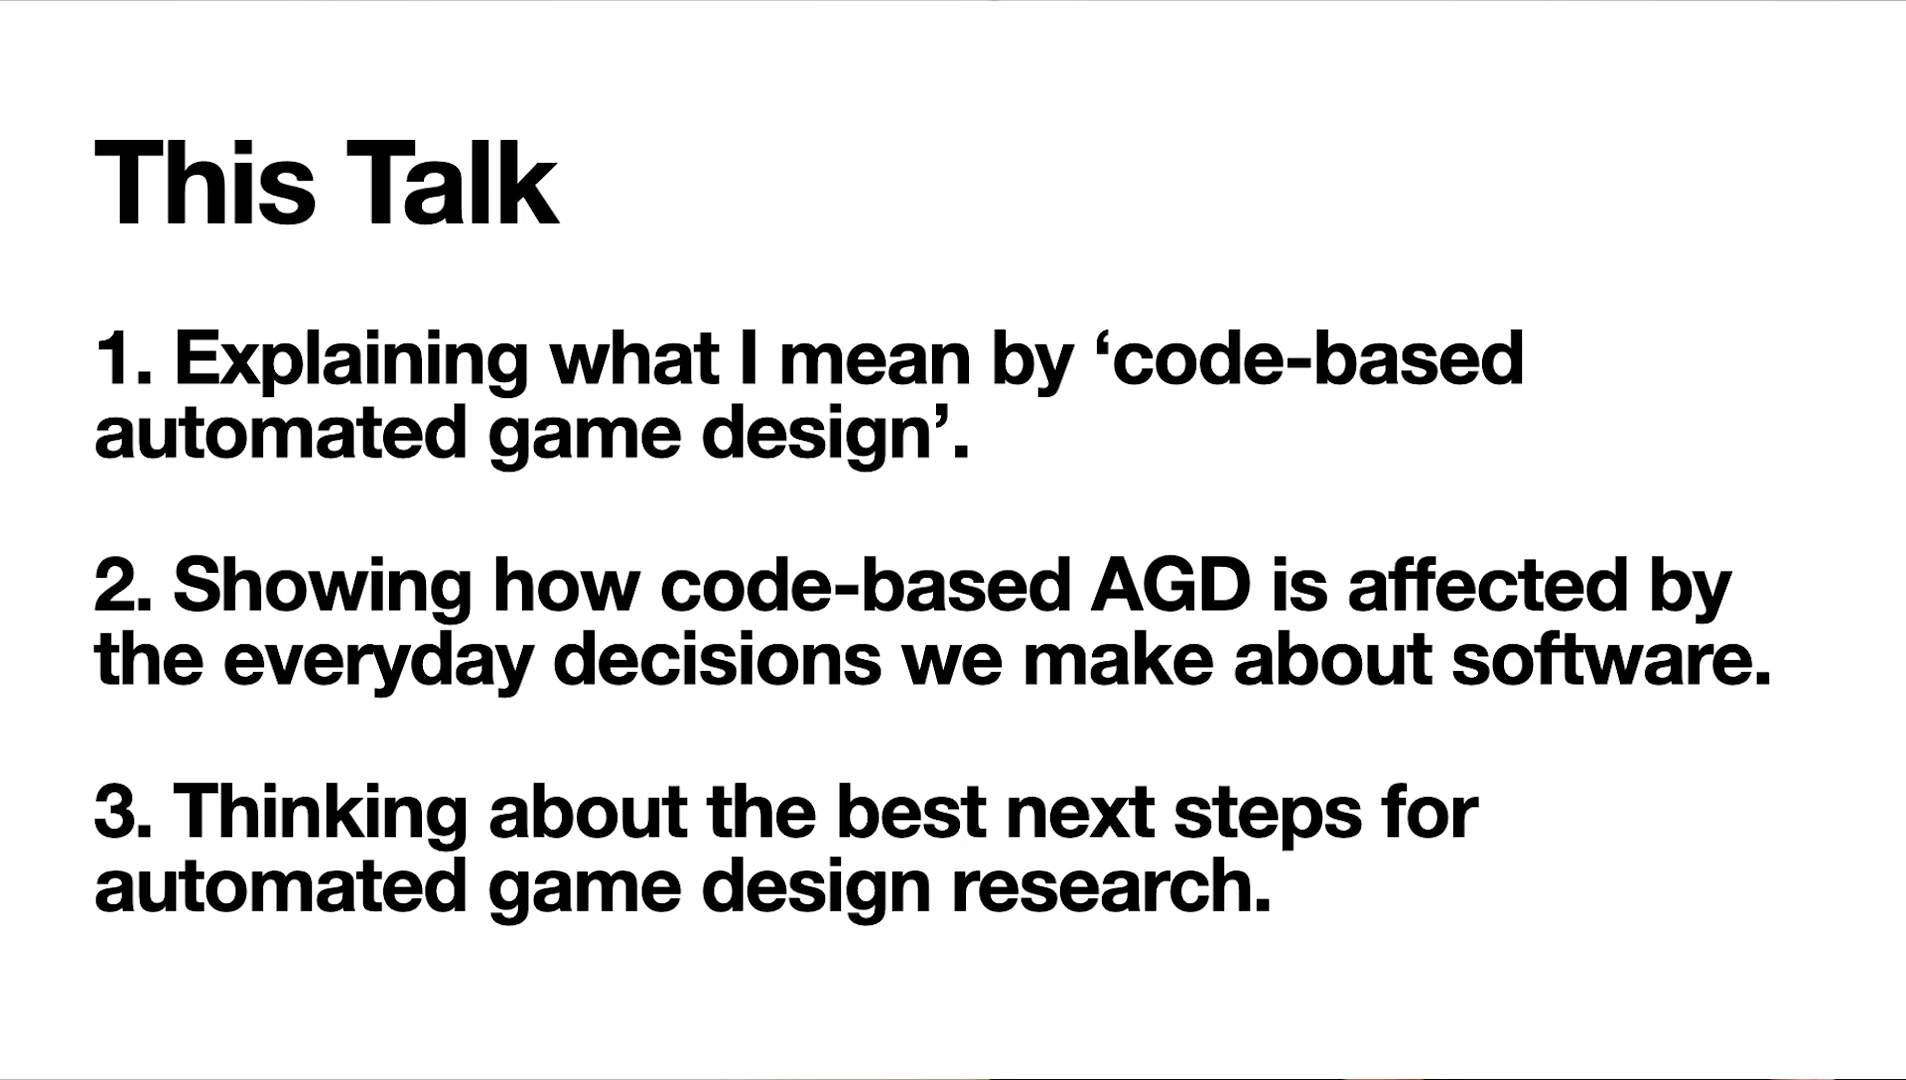 This Talk
1. Explaining what I mean by ‘code-based
automated game design’.
2. Showing how code-based AGD is affected by
the everyday decisions we make about software.
3. Thinking about the best next steps for
automated game design research.